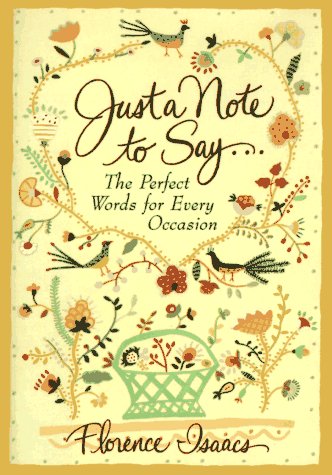 Just a Note
to Say...
The Perfect
Words for Every
Occasion
Florence Isaacs